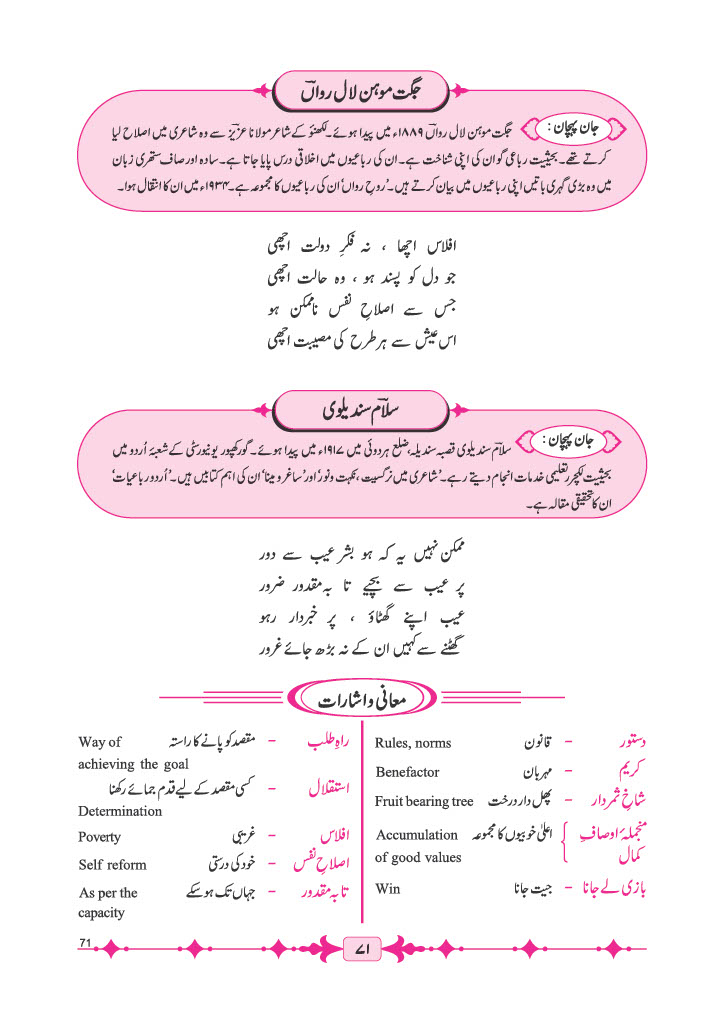 جگت موہن لال رواںؔ
جان پہچان : جگت موہن لال رواںؔ ۱۸۸۹ء میں پیدا ہوئے۔ لکھنؤ کے شاعر مولانا عزیزؔ سے وہ شاعری میں اصلاح لیا
کرتے تھے۔ بحیثیت رباعی گو ان کی اپنی شناخت ہے۔ ان کی رباعیوں میں اخلاقی درس پایا جاتا ہے۔ سادہ اور صاف ستھری زبان
میں وہ بڑی گہری باتیں اپنی رباعیوں میں بیان کرتے ہیں۔ ’روحِ رواں‘ ان کی رباعیوں کا مجموعہ ہے۔ ۱۹۳۴ء میں ان کا انتقال ہوا۔
افلاس اچھا ، نہ فکرِ دولت اچھی
جو دل کو پسند ہو ، وہ حالت اچھی
جس سے اصلاحِ نفس ناممکن ہو
اس عیش سے ہر طرح کی مصیبت اچھی
سلامؔ سندیلوی
جان پہچان : سلامؔ سندیلوی قصبہ سندیلہ، ضلع ہردوئی میں ۱۹۱۷ء میں پیدا ہوئے۔ گورکھپور یونیورسٹی کے شعبۂ اُردو میں
بحیثیت لکچرر تعلیمی خدمات انجام دیتے رہے۔ ’شاعری میں نرگسیت، نکہت و نور‘ اور ’ساغر و مینا‘ ان کی اہم کتابیں ہیں۔ ’اُردو رباعیات‘
ان کا تحقیقی مقالہ ہے۔
ممکن نہیں یہ کہ ہو بشر عیب سے دور
پر عیب سے بچیے تا بہ مقدور ضرور
عیب اپنے گھٹاؤ ، پر خبردار رہو
گھٹنے سے کہیں ان کے نہ بڑھ جائے غرور
معانی و اشارات
دستور – قانون Rules, norms
کریم – مہربان Benefactor
شاخِ ثمردار – پھل دار درخت Fruit bearing tree
منجملۂ اوصافِ کمال } اعلیٰ خوبیوں کا مجموعہ Accumulation
of good values
بازی لے جانا – جیت جانا Win
راہِ طلب – مقصد کو پانے کا راستہ Way of
achieving the goal
استقلال – کسی مقصد کے لیے قدم جمائے رکھنا
Determination
افلاس – غریبی Poverty
اصلاحِ نفس – خود کی درستی Self reform
تا بہ مقدور – جہاں تک ہوسکے As per the
capacity
71
۷۱